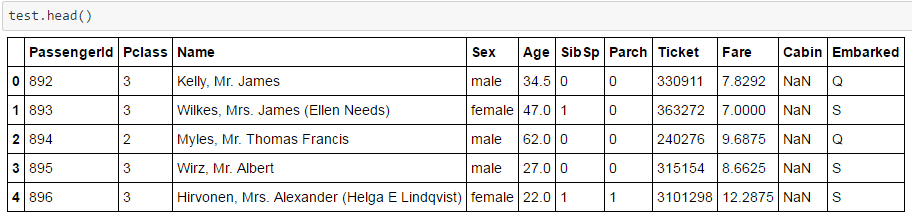 test.head()
PassengerId Pclass Name Sex Age SibSp Parch Ticket Fare Cabin Embarked
0 892 3 Kelly, Mr. James male 34.5 0 0 330911 7.8292 NaN Q
1 893 3 Wilkes, Mrs. James (Ellen Needs) female 47.0 1 0 363272 7.0000 NaN S
2 894 2 Myles, Mr. Thomas Francis male 62.0 0 0 240276 9.6875 NaN Q
3 895 3 Wirz, Mr. Albert male 27.0 0 0 315154 8.6625 NaN S
4 896 3 Hirvonen, Mrs. Alexander (Helga E Lindqvist) female 22.0 1 1 3101298 12.2875 NaN S